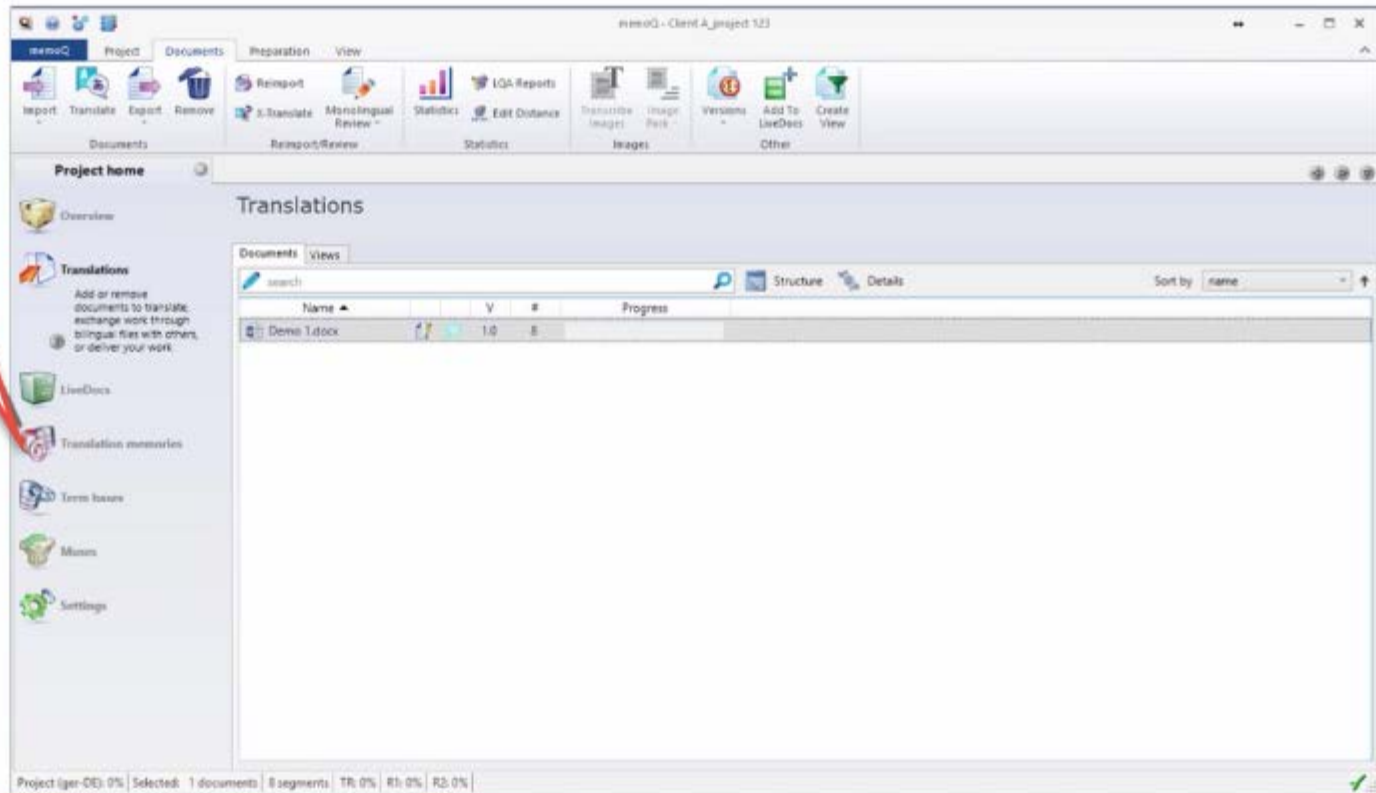 memoQ - Client A_project 123
memoQ Project Documents Preparation View
Import Translate Export Remove
Reimport
X-Translate
Monolingual
Review
Statistics
LQA Reports
Edit Distance
Transcribe
Images
Image
Pack
Versions
Add To
LiveDocs
Create
View
Documents Reimport/Review Statistics Images Other
Project home
Overview
Translations
Add or remove
documents to translate,
exchange work through
bilingual files with others,
or deliver your work.
LiveDocs
Translation memories
Term bases
Muses
Settings
Translations
Documents Views
search Structure Details Sort by name
Name V # Progress
Demo 1.docx 1.0 8
Project (ger-DE): 0% Selected: 1 documents 8 segments TR: 0% R1: 0% R2: 0%